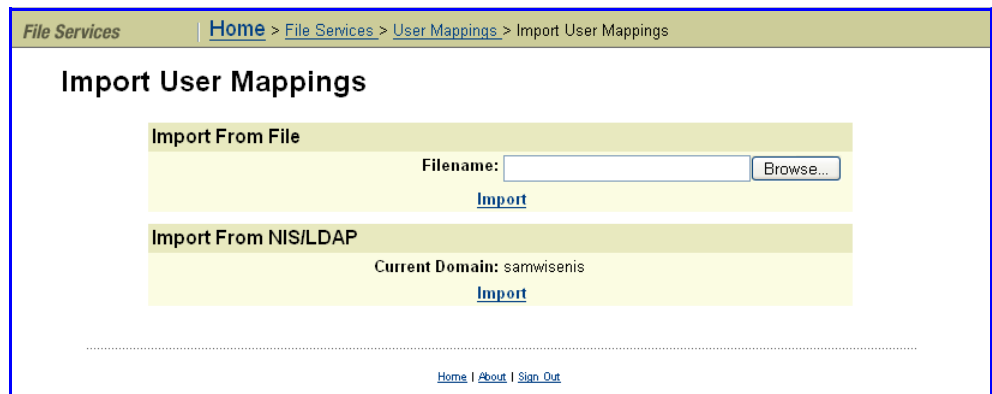 File Services Home > File Services > User Mappings > Import User Mappings
Import User Mappings
Import From File
Filename: Browse...
Import
Import From NIS/LDAP
Current Domain: samwisenis
Import
Home | About | Sign Out